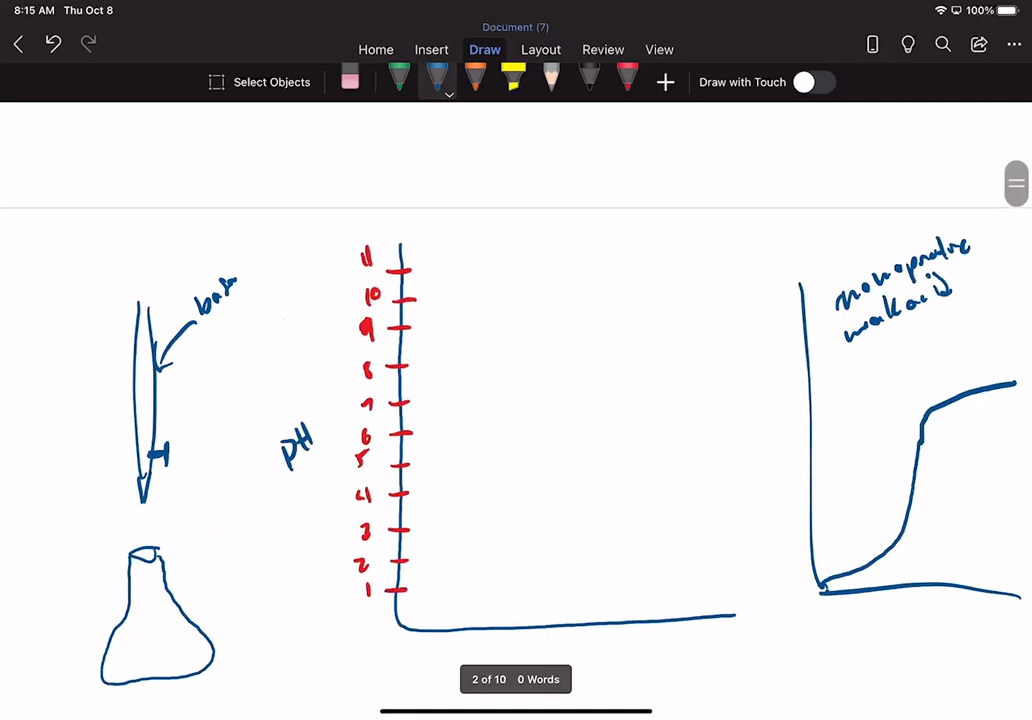 8:15 AM Thu Oct 8
100%
Document (7)
Home Insert Draw Layout Review View
Select Objects
Draw with Touch
base
pH
11
10
9
8
7
6
5
4
3
2
1
monoprotic
weak acid
2 of 10 0 Words